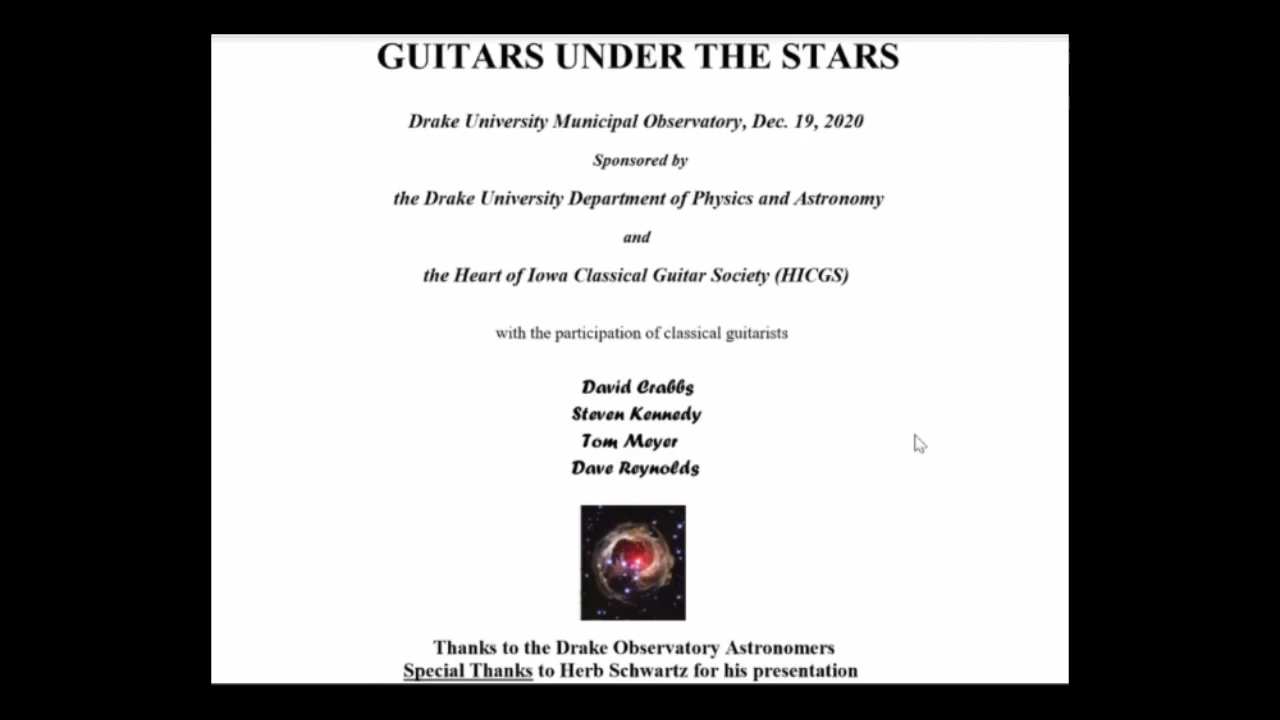 GUITARS UNDER THE STARS
Drake University Municipal Observatory, Dec. 19, 2020
Sponsored by
the Drake University Department of Physics and Astronomy
and
the Heart of Iowa Classical Guitar Society (HICGS)
with the participation of classical guitarists
David Crabbs
Steven Kennedy
Tom Meyer
Dave Reynolds
Thanks to the Drake Observatory Astronomers
Special Thanks to Herb Schwartz for his presentation